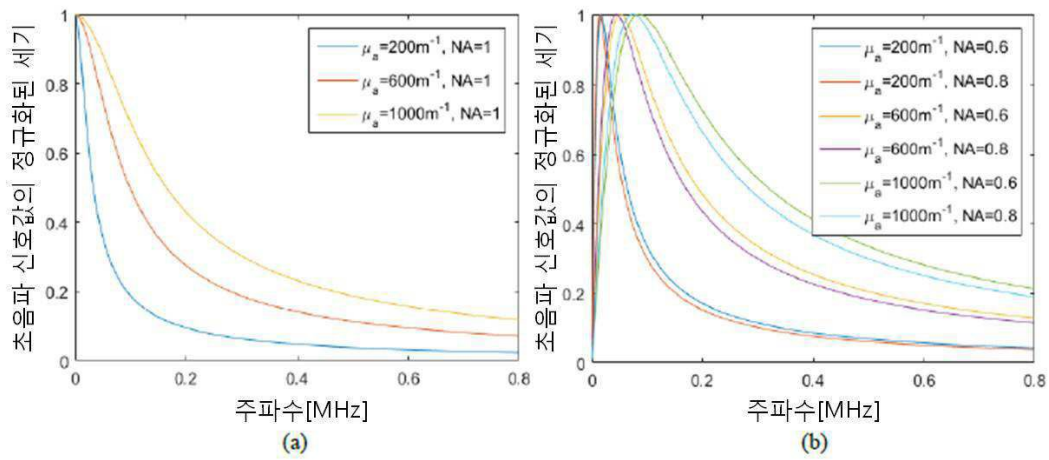 초음파 신호값의 정규화된 세기
1
0.8
0.6
0.4
0.2
0
0
0.2
0.4
0.6
0.8
주파수[MHz]
μa=200m-1, NA=1
μa=600m-1, NA=1
μa=1000m-1, NA=1
(a)
초음파 신호값의 정규화된 세기
1
0.8
0.6
0.4
0.2
0
0
0.2
0.4
0.6
0.8
주파수[MHz]
μa=200m-1, NA=0.6
μa=200m-1, NA=0.8
μa=600m-1, NA=0.6
μa=600m-1, NA=0.8
μa=1000m-1, NA=0.6
μa=1000m-1, NA=0.8
(b)